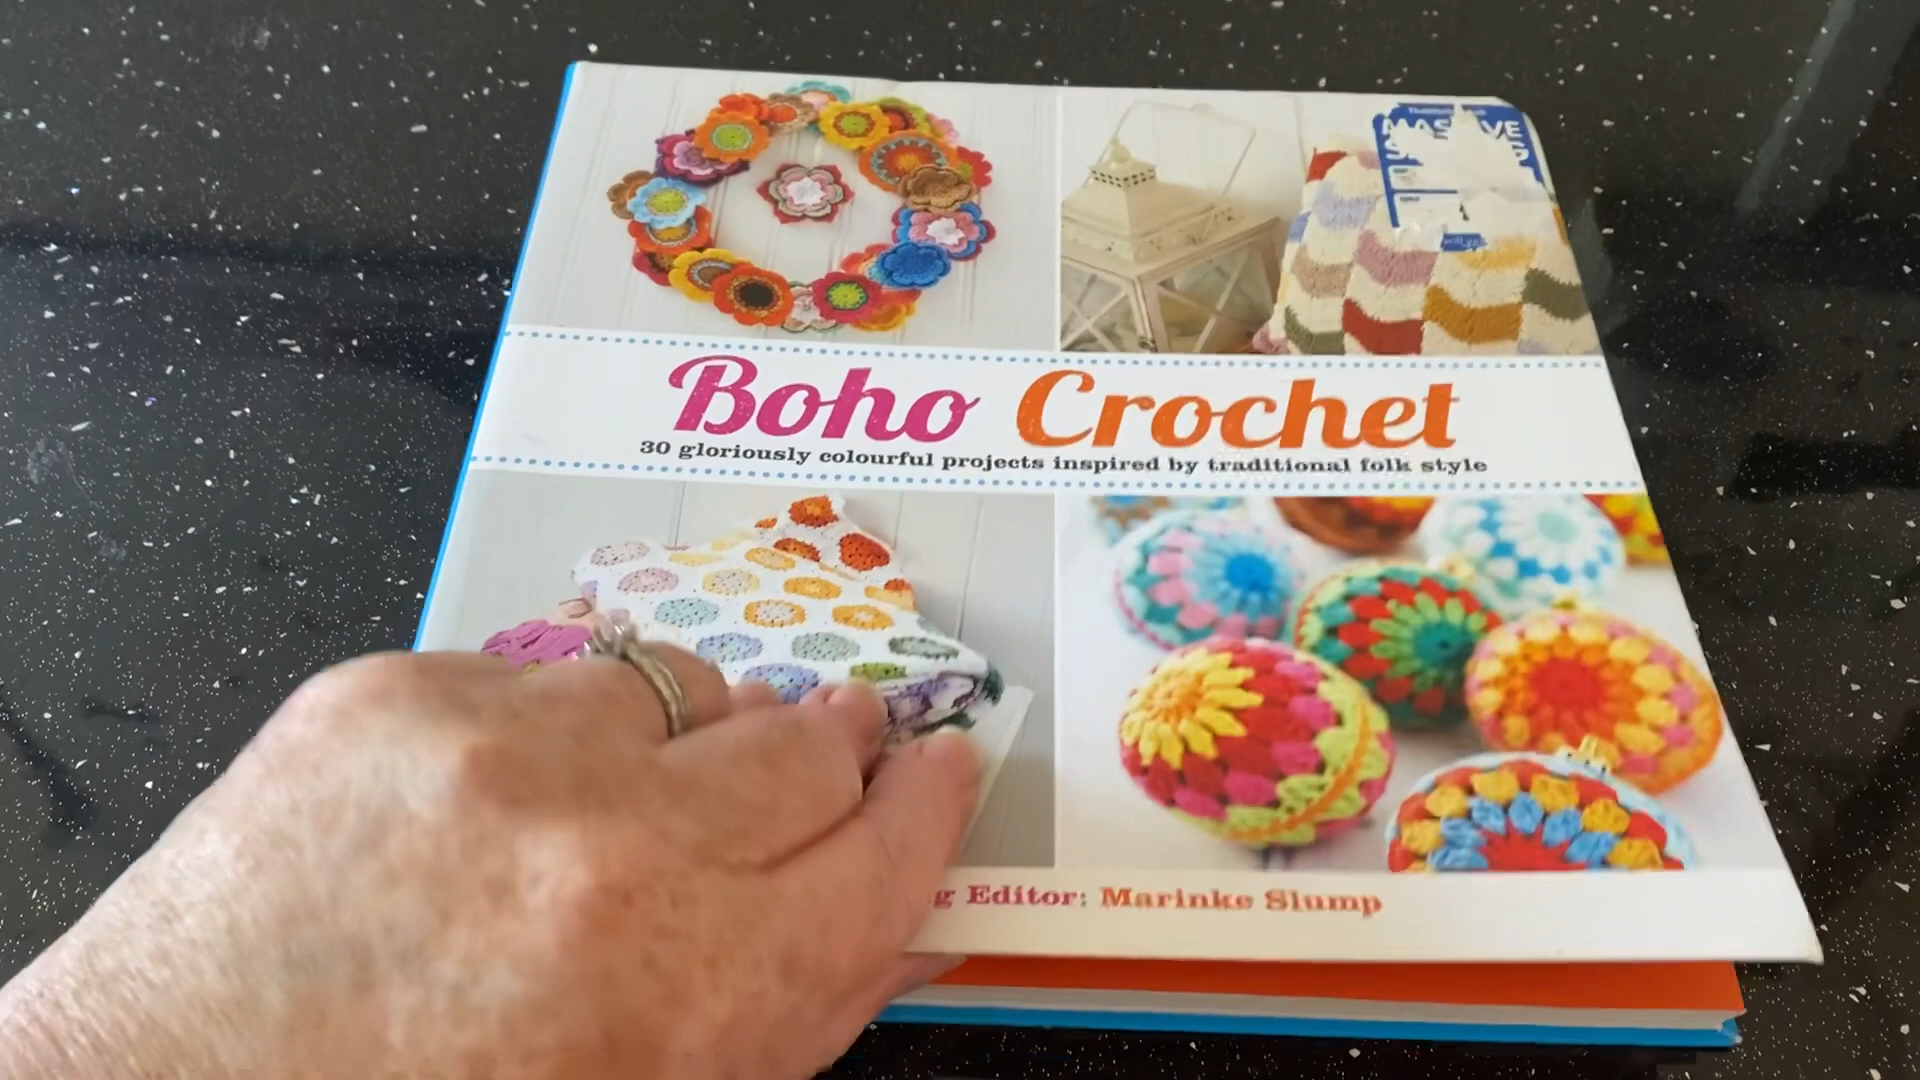 Boho Crochet
30 gloriously colourful projects inspired by traditional folk style
Editor: Marinke Slump